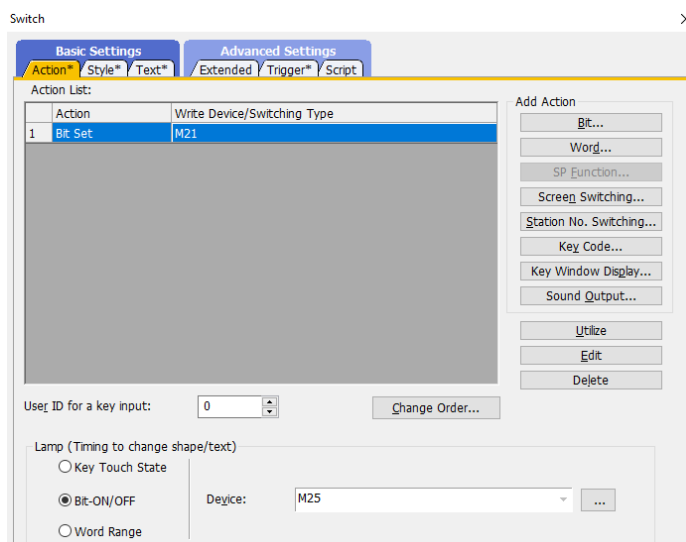 Switch
Basic Settings Advanced Settings
Action* Style* Text* Extended Trigger* Script
Action List:
Action Write Device/Switching Type
1 Bit Set M21
Add Action
Bit...
Word...
SP Function...
Screen Switching...
Station No. Switching...
Key Code...
Key Window Display...
Sound Output...
Utilize
Edit
Delete
User ID for a key input: 0 Change Order...
Lamp (Timing to change shape/text)
Key Touch State
Bit-ON/OFF Device: M25 ...
Word Range